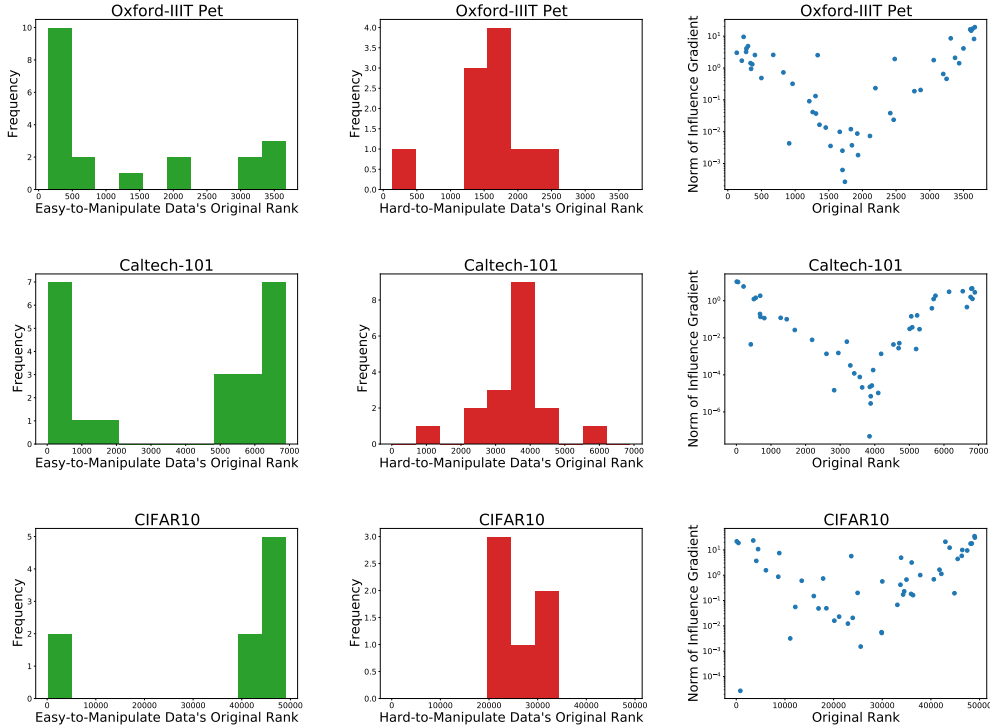 Oxford-IIIT Pet
Frequency
10
8
6
4
2
0
0 500 1000 1500 2000 2500 3000 3500
Easy-to-Manipulate Data's Original Rank
Oxford-IIIT Pet
Frequency
4.0
3.5
3.0
2.5
2.0
1.5
1.0
0.5
0.0
0 500 1000 1500 2000 2500 3000 3500
Hard-to-Manipulate Data's Original Rank
Oxford-IIIT Pet
Norm of Influence Gradient
10^1
10^0
10^-1
10^-2
10^-3
0 500 1000 1500 2000 2500 3000 3500
Original Rank
Caltech-101
Frequency
7
6
5
4
3
2
1
0
0 1000 2000 3000 4000 5000 6000 7000
Easy-to-Manipulate Data's Original Rank
Caltech-101
Frequency
8
6
4
2
0
0 1000 2000 3000 4000 5000 6000 7000
Hard-to-Manipulate Data's Original Rank
Caltech-101
Norm of Influence Gradient
10^0
10^-2
10^-4
10^-6
0 1000 2000 3000 4000 5000 6000 7000
Original Rank
CIFAR10
Frequency
5
4
3
2
1
0
0 10000 20000 30000 40000 50000
Easy-to-Manipulate Data's Original Rank
CIFAR10
Frequency
3.0
2.5
2.0
1.5
1.0
0.5
0.0
0 10000 20000 30000 40000 50000
Hard-to-Manipulate Data's Original Rank
CIFAR10
Norm of Influence Gradient
10^1
10^0
10^-1
10^-2
10^-3
10^-4
0 10000 20000 30000 40000 5000
Original Rank